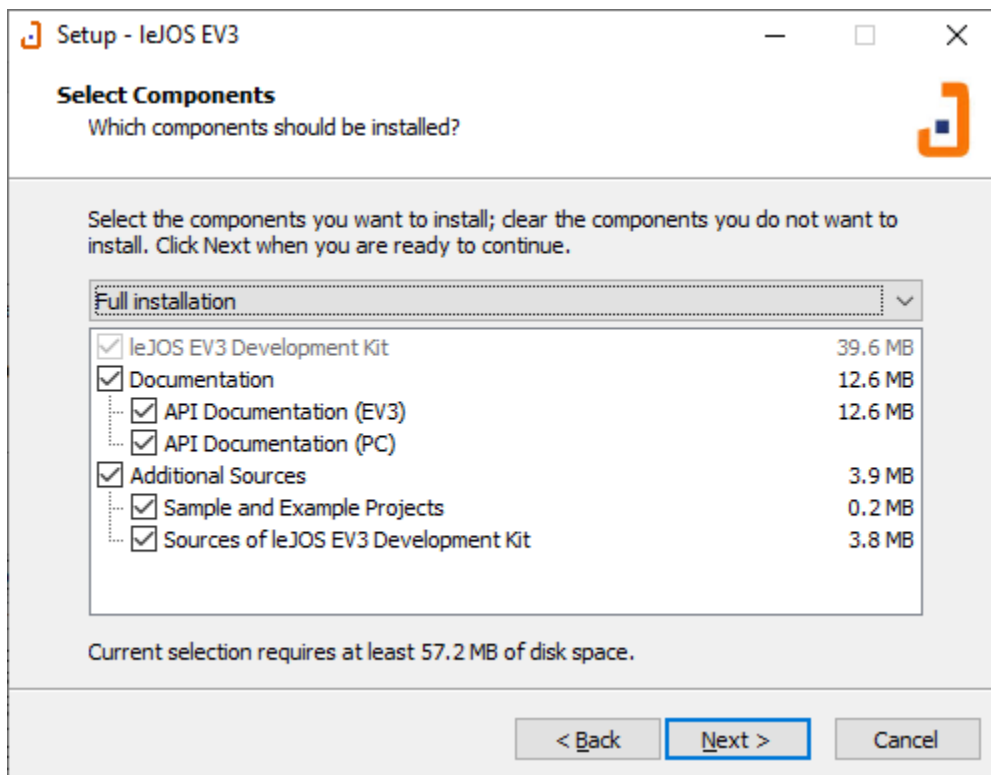 Setup - leJOS EV3
Select Components
Which components should be installed?
Select the components you want to install; clear the components you do not want to
install. Click Next when you are ready to continue.
Full installation
leJOS EV3 Development Kit 39.6 MB
Documentation 12.6 MB
API Documentation (EV3) 12.6 MB
API Documentation (PC)
Additional Sources 3.9 MB
Sample and Example Projects 0.2 MB
Sources of leJOS EV3 Development Kit 3.8 MB
Current selection requires at least 57.2 MB of disk space.
< Back Next > Cancel